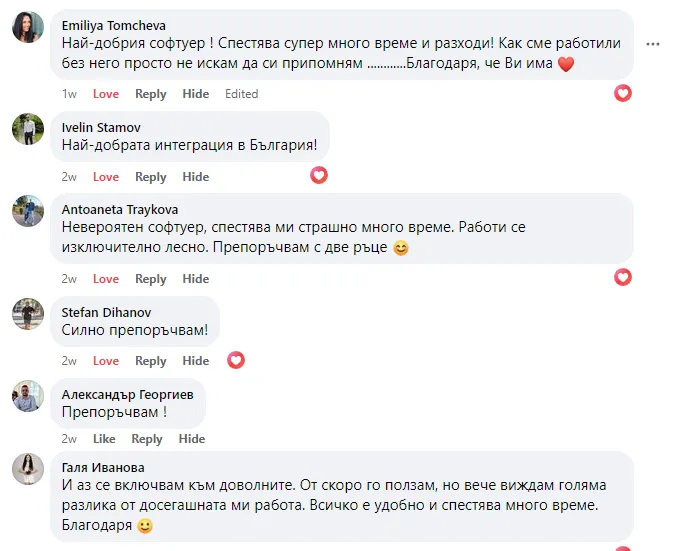 Emiliya Tomcheva
Най-добрия софтуер ! Спестява супер много време и разходи! Как сме работили
без него просто не искам да си припомням ............Благодаря, че Ви има ❤️
1w Love Reply Hide Edited
Ivelin Stamov
Най-добрата интеграция в България!
2w Love Reply Hide
Antoaneta Traykova
Невероятен софтуер, спестява ми страшно много време. Работи се
изключително лесно. Препоръчвам с две ръце 😊
2w Love Reply Hide
Stefan Dihanov
Силно препоръчвам!
2w Love Reply Hide
Александър Георгиев
Препоръчвам !
2w Like Reply Hide
Галя Иванова
И аз се включвам към доволните. От скоро го ползам, но вече виждам голяма
разлика от досегашната ми работа. Всичко е удобно и спестява много време.
Благодаря 🙂